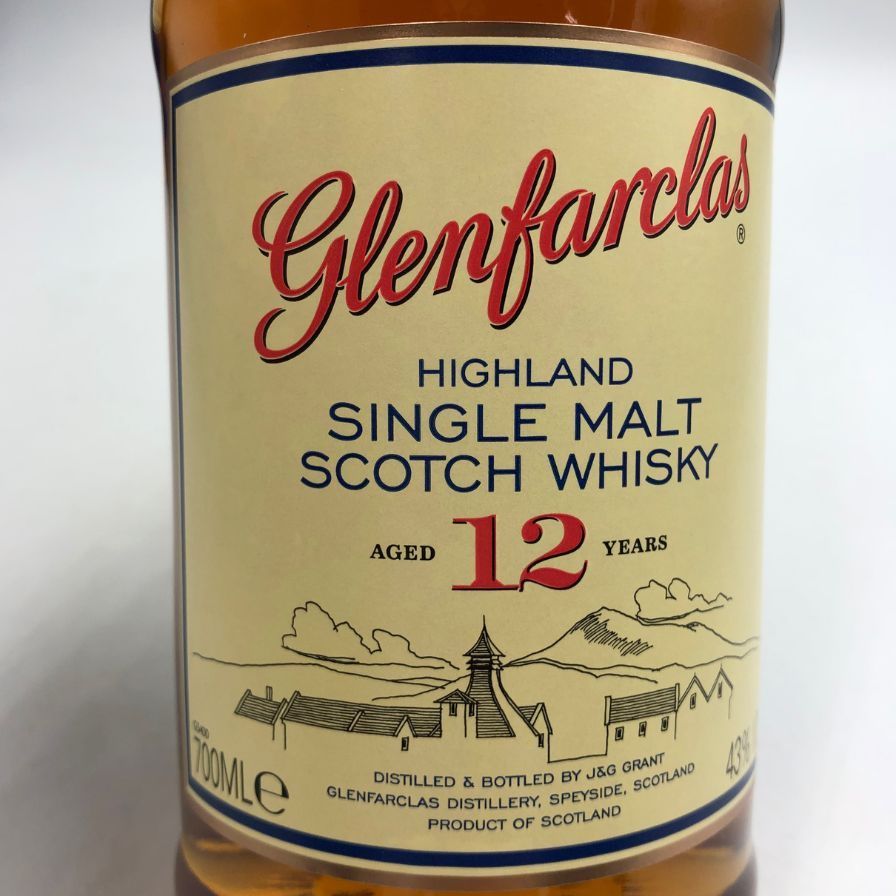 Glenfarclas
®
HIGHLAND
SINGLE MALT
SCOTCH WHISKY
AGED 12 YEARS
700ML℮
43%
DISTILLED & BOTTLED BY J&G GRANT
GLENFARCLAS DISTILLERY, SPEYSIDE, SCOTLAND
PRODUCT OF SCOTLAND